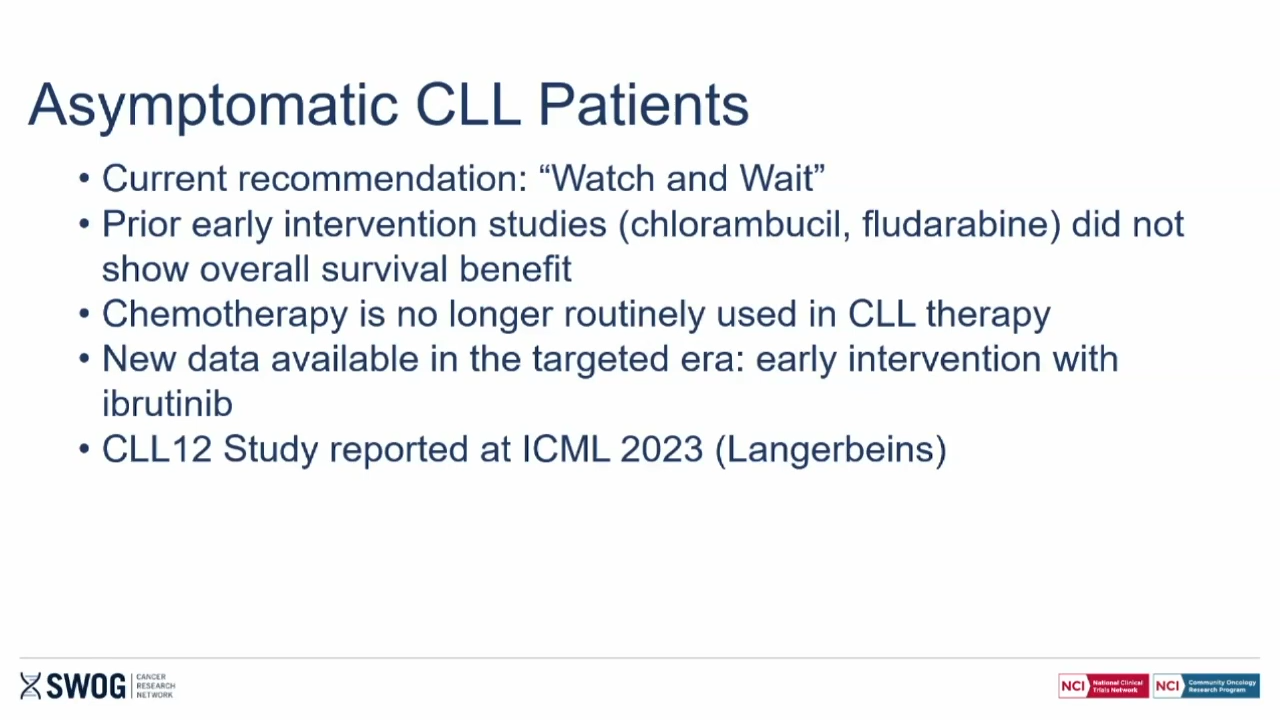 Asymptomatic CLL Patients
• Current recommendation: “Watch and Wait”
• Prior early intervention studies (chlorambucil, fludarabine) did not
show overall survival benefit
• Chemotherapy is no longer routinely used in CLL therapy
• New data available in the targeted era: early intervention with
ibrutinib
• CLL12 Study reported at ICML 2023 (Langerbeins)
SWOG
CANCER
RESEARCH
NETWORK
NCI
National Clinical
Trials Network
NCI
Community Oncology
Research Program